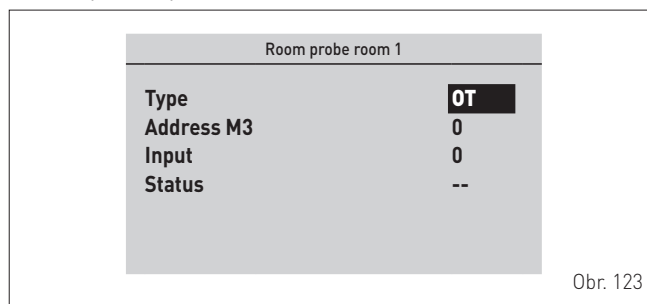 Room probe room 1
Type OT
Address M3 0
Input 0
Status --
Obr. 123